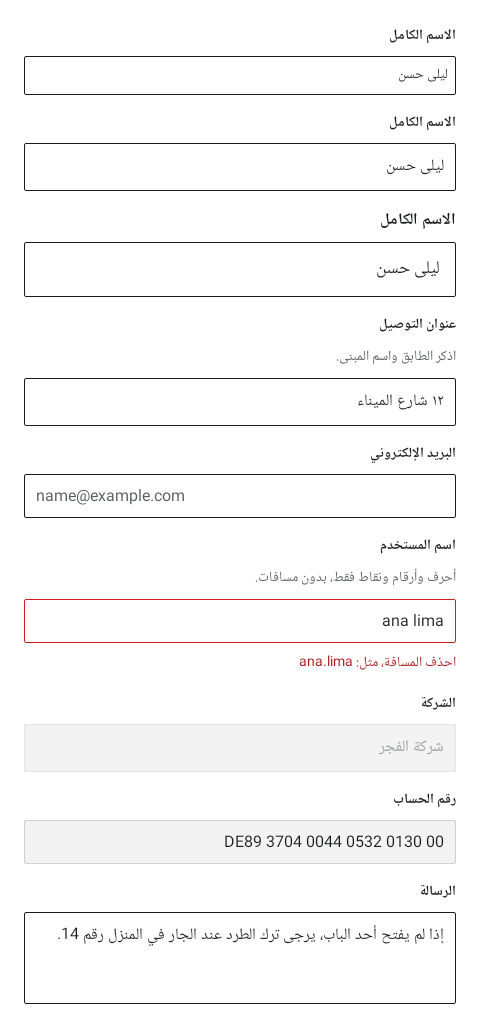 الاسم الكامل
ليلى حسن
الاسم الكامل
ليلى حسن
الاسم الكامل
ليلى حسن
عنوان التوصيل
اذكر الطابق واسم المبنى.
١٢ شارع الميناء
البريد الإلكتروني
name@example.com
اسم المستخدم
أحرف وأرقام ونقاط فقط، بدون مسافات.
ana lima
احذف المسافة، مثل: ana.lima
الشركة
شركة الفجر
رقم الحساب
DE89 3704 0044 0532 0130 00
الرسالة
إذا لم يفتح أحد الباب، يرجى ترك الطرد عند الجار في المنزل رقم 14.